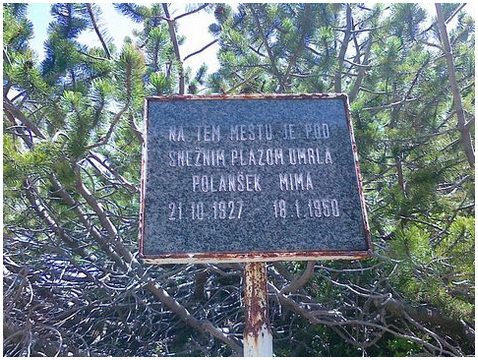 NA TEM MESTU JE POD
SNEŽNIM PLAZOM UMRLA
POLANŠEK MIMA
21.10.1927 18.1.1950